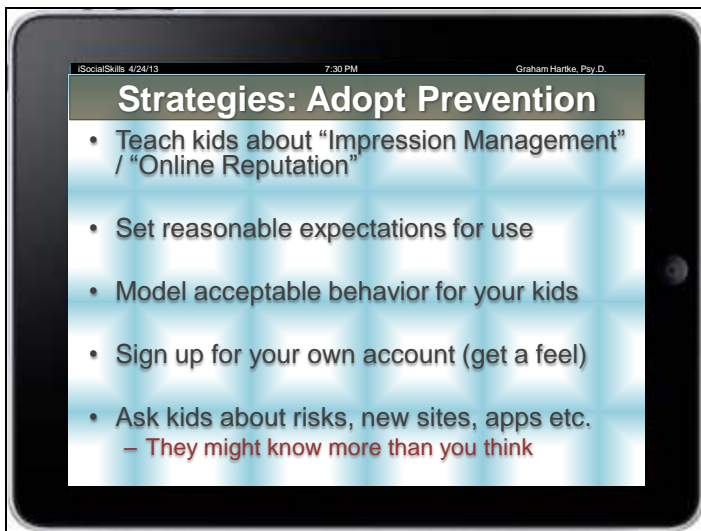 iSocialSkills 4/24/13 7:30 PM Graham Hartke, Psy.D.
Strategies: Adopt Prevention
• Teach kids about “Impression Management”
/ “Online Reputation”
• Set reasonable expectations for use
• Model acceptable behavior for your kids
• Sign up for your own account (get a feel)
• Ask kids about risks, new sites, apps etc.
– They might know more than you think